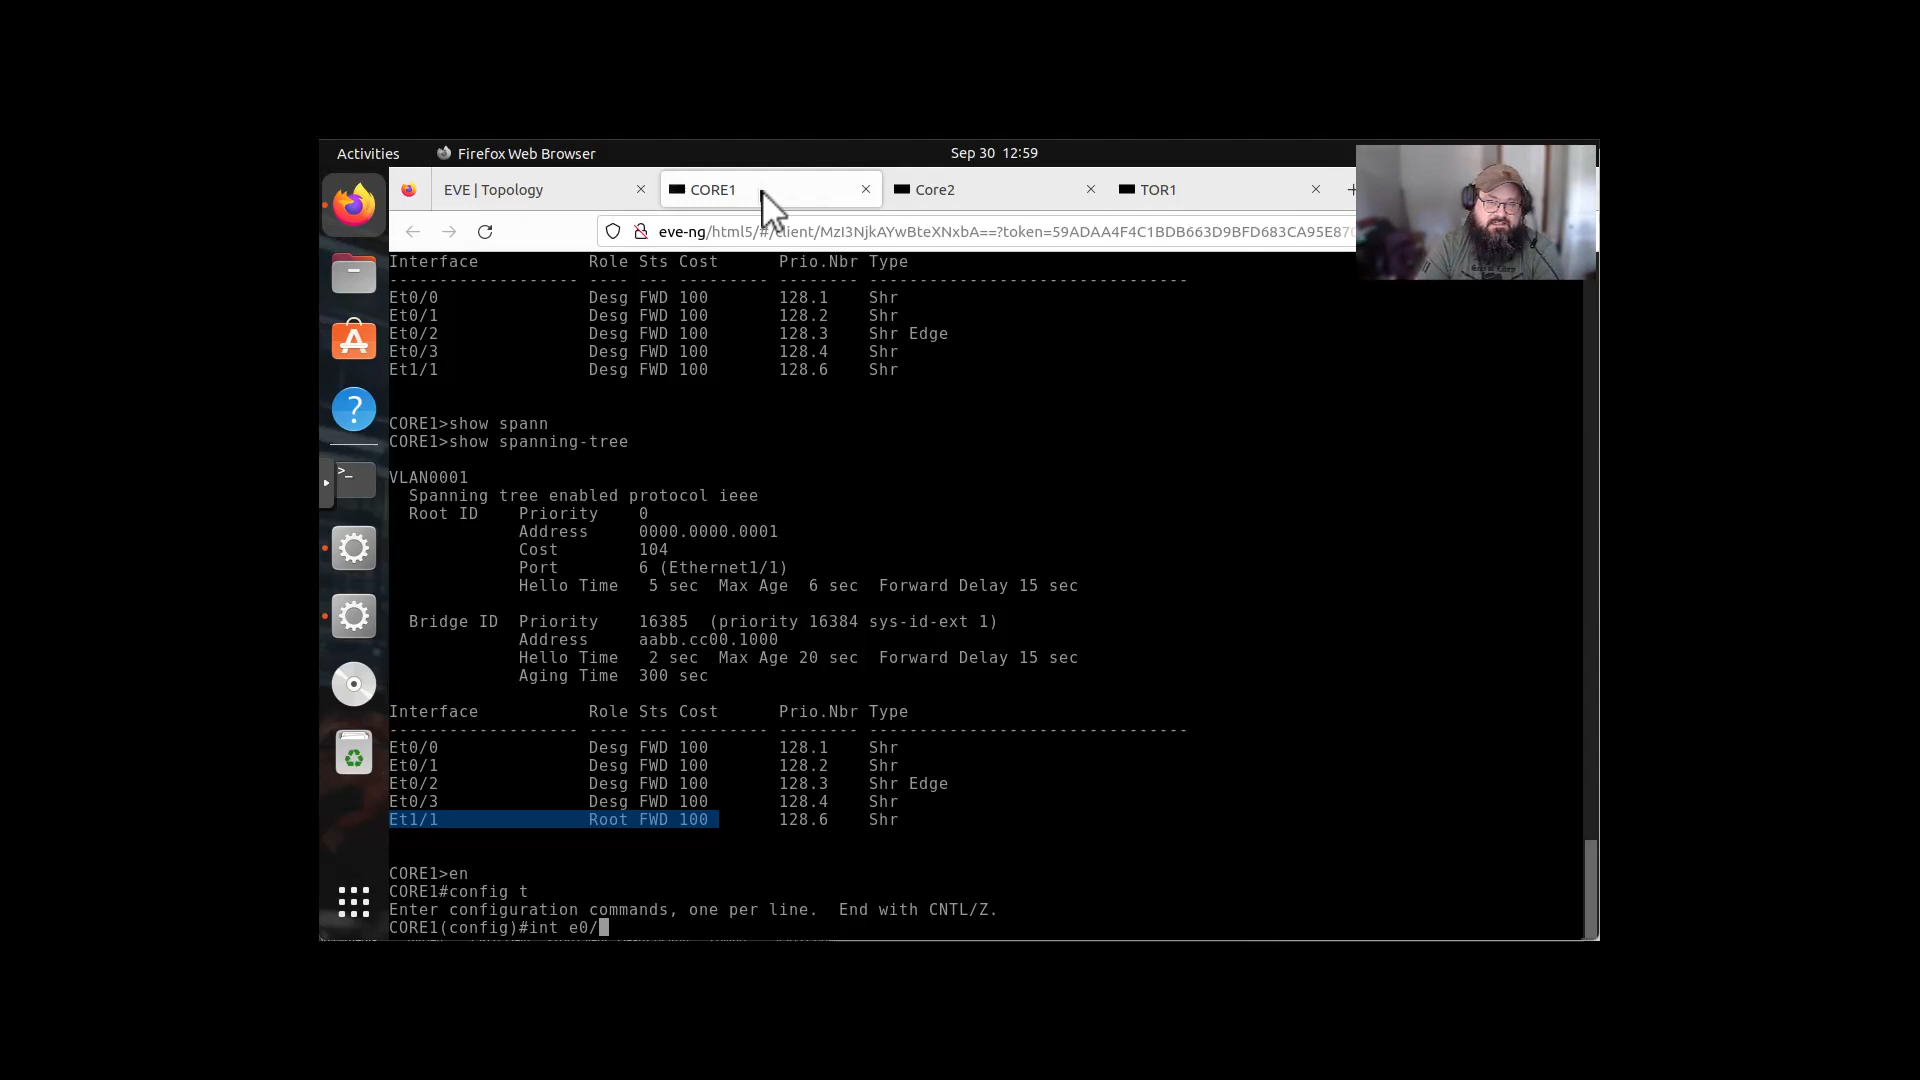 Activities Firefox Web Browser Sep 30 12:59
EVE | Topology CORE1 Core2 TOR1
eve-ng/html5/#/client/MzI3NjkAYwBteXNxbA==?token=59ADAA4F4C1BDB663D9BFD683CA95E870
Interface Role Sts Cost Prio.Nbr Type
------------------- ---- --- --------- -------- --------------------------------
Et0/0 Desg FWD 100 128.1 Shr
Et0/1 Desg FWD 100 128.2 Shr
Et0/2 Desg FWD 100 128.3 Shr Edge
Et0/3 Desg FWD 100 128.4 Shr
Et1/1 Desg FWD 100 128.6 Shr
CORE1>show spann
CORE1>show spanning-tree
VLAN0001
Spanning tree enabled protocol ieee
Root ID Priority 0
Address 0000.0000.0001
Cost 104
Port 6 (Ethernet1/1)
Hello Time 5 sec Max Age 6 sec Forward Delay 15 sec
Bridge ID Priority 16385 (priority 16384 sys-id-ext 1)
Address aabb.cc00.1000
Hello Time 2 sec Max Age 20 sec Forward Delay 15 sec
Aging Time 300 sec
Interface Role Sts Cost Prio.Nbr Type
------------------- ---- --- --------- -------- --------------------------------
Et0/0 Desg FWD 100 128.1 Shr
Et0/1 Desg FWD 100 128.2 Shr
Et0/2 Desg FWD 100 128.3 Shr Edge
Et0/3 Desg FWD 100 128.4 Shr
Et1/1 Root FWD 100 128.6 Shr
CORE1>en
CORE1#config t
Enter configuration commands, one per line. End with CNTL/Z.
CORE1(config)#int e0/